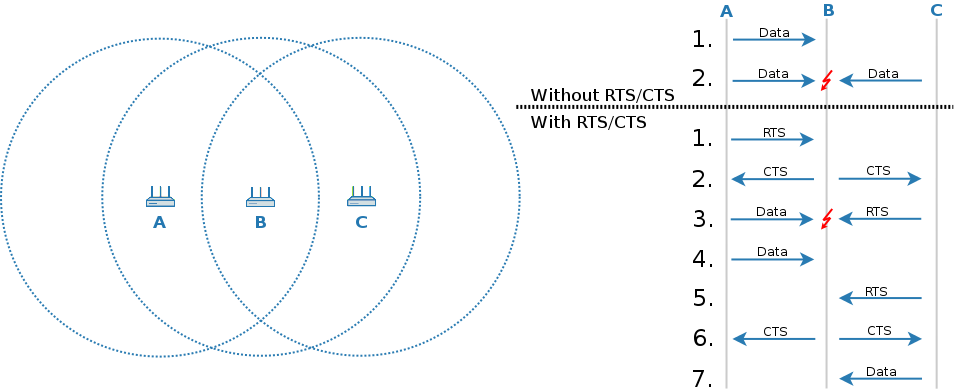 A B C
A B C
1. Data
2. Data Data
Without RTS/CTS
With RTS/CTS
1. RTS
2. CTS CTS
3. Data RTS
4. Data
5. RTS
6. CTS CTS
7. Data